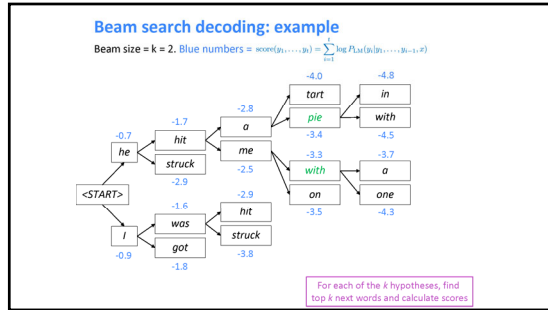 Beam search decoding: example
Beam size = k = 2. Blue numbers = score(y₁, . . . , yₜ) = ∑ᵢ₌₁ᵗ log P_LM(yᵢ|y₁, . . . , yᵢ₋₁, x)
-4.0 -4.8
tart in
-2.8
-1.7 pie with
a
-0.7 hit -3.4 -4.5
he me -3.3 -3.7
struck
-2.5 with a
-2.9
<START> -2.9 on one
-1.6 hit -3.5 -4.3
was
I struck
got
-0.9 -3.8
-1.8
For each of the k hypotheses, find
top k next words and calculate scores